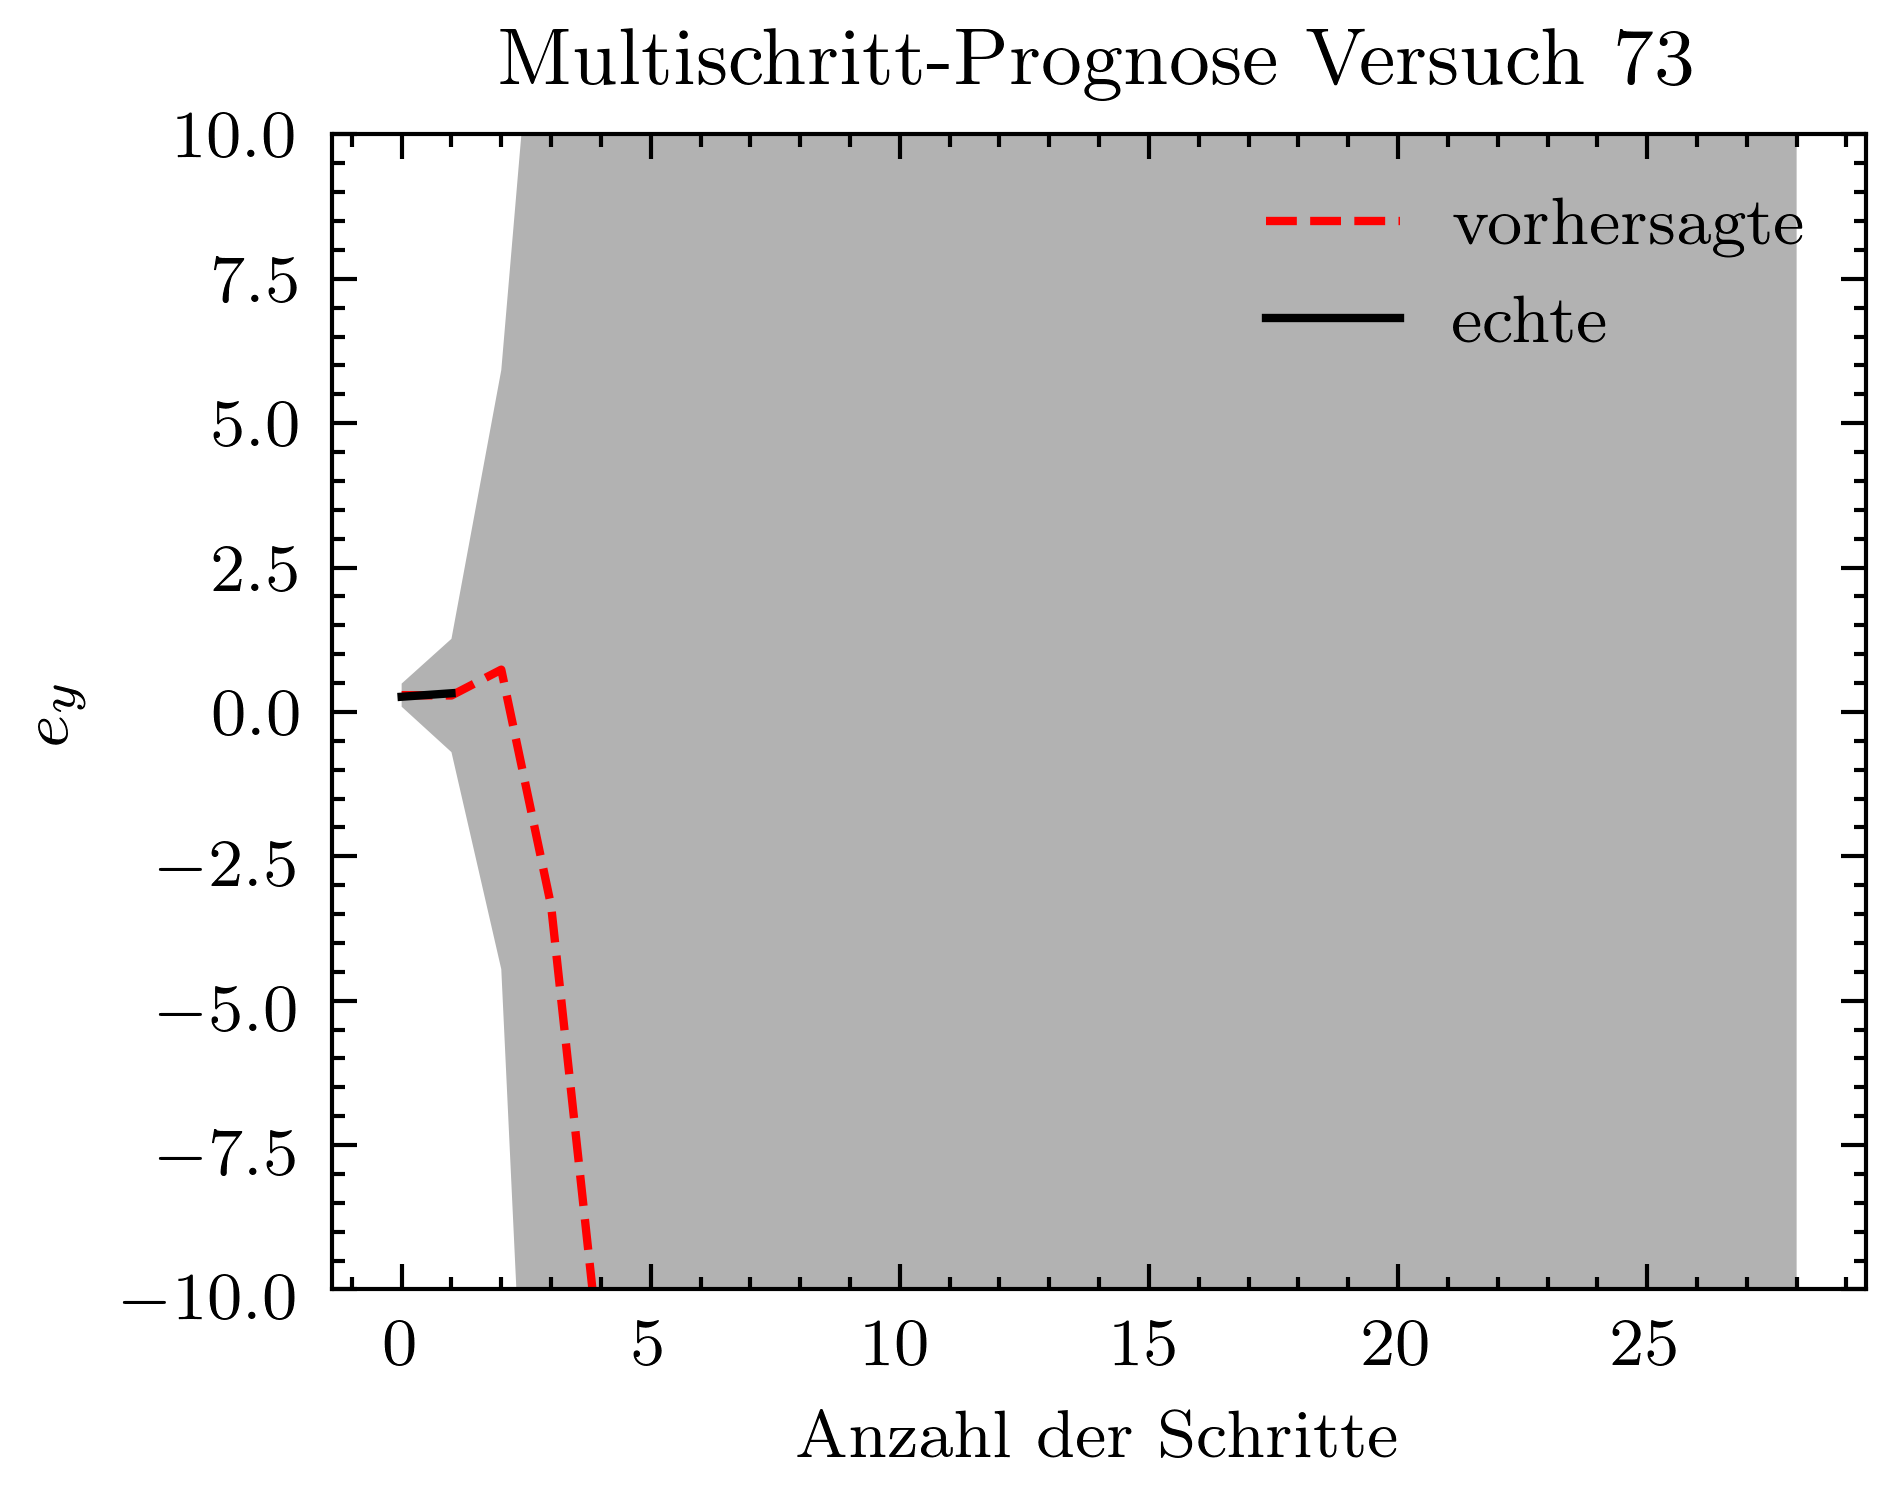 Multischritt-Prognose Versuch 73
10.0
7.5
5.0
2.5
0.0
−2.5
−5.0
−7.5
−10.0
e_y
vorhersagte
echte
0 5 10 15 20 25
Anzahl der Schritte